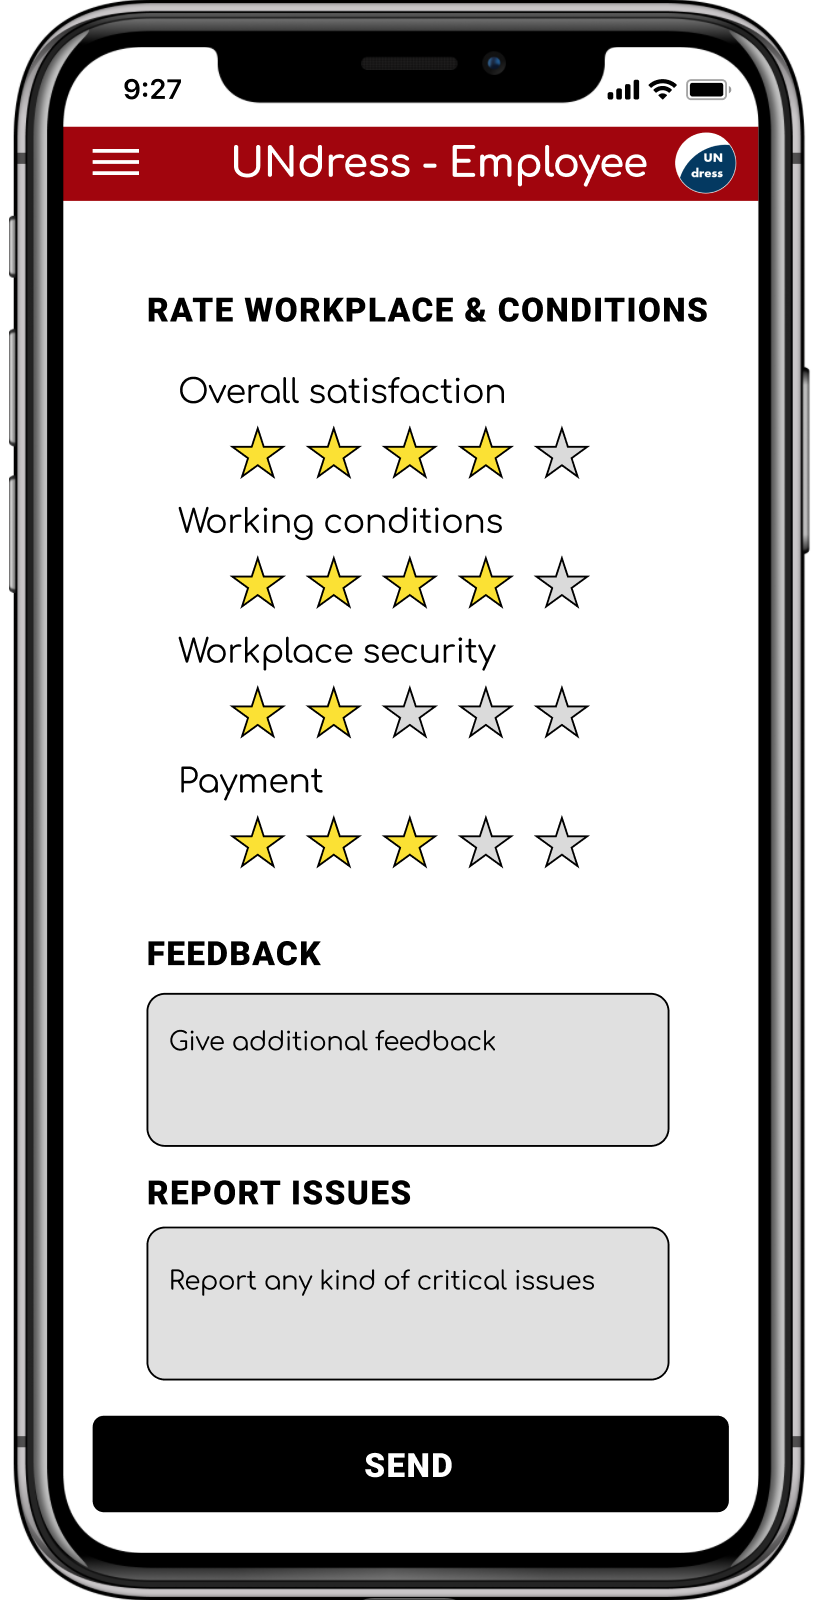 9:27
UNdress - Employee
UN
dress
RATE WORKPLACE & CONDITIONS
Overall satisfaction
Working conditions
Workplace security
Payment
FEEDBACK
Give additional feedback
REPORT ISSUES
Report any kind of critical issues
SEND